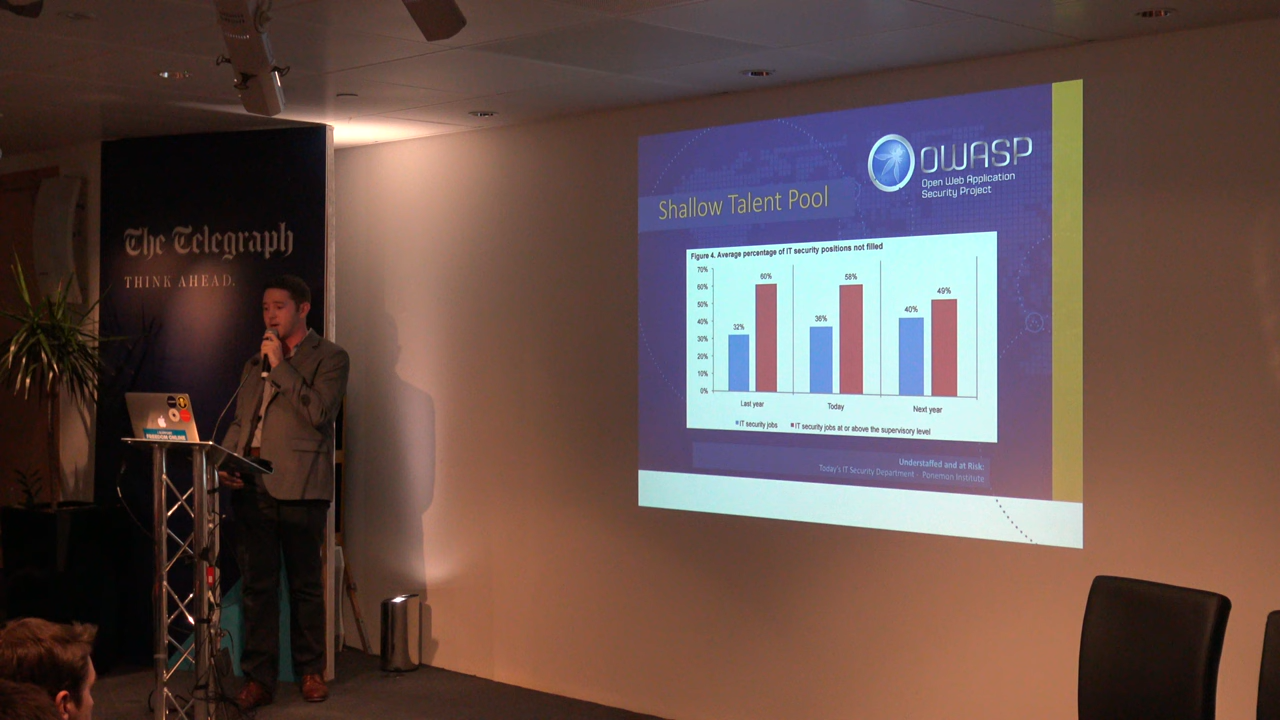 The Telegraph
THINK AHEAD.
OWASP
Open Web Application
Security Project
Shallow Talent Pool
Figure 4. Average percentage of IT security positions not filled
70%
60%
50%
40%
30%
20%
10%
0%
32%
60%
36%
58%
40%
49%
Last year
Today
Next year
IT security jobs
IT security jobs at or above the supervisory level
Understaffed and at Risk:
Today's IT Security Department - Ponemon Institute